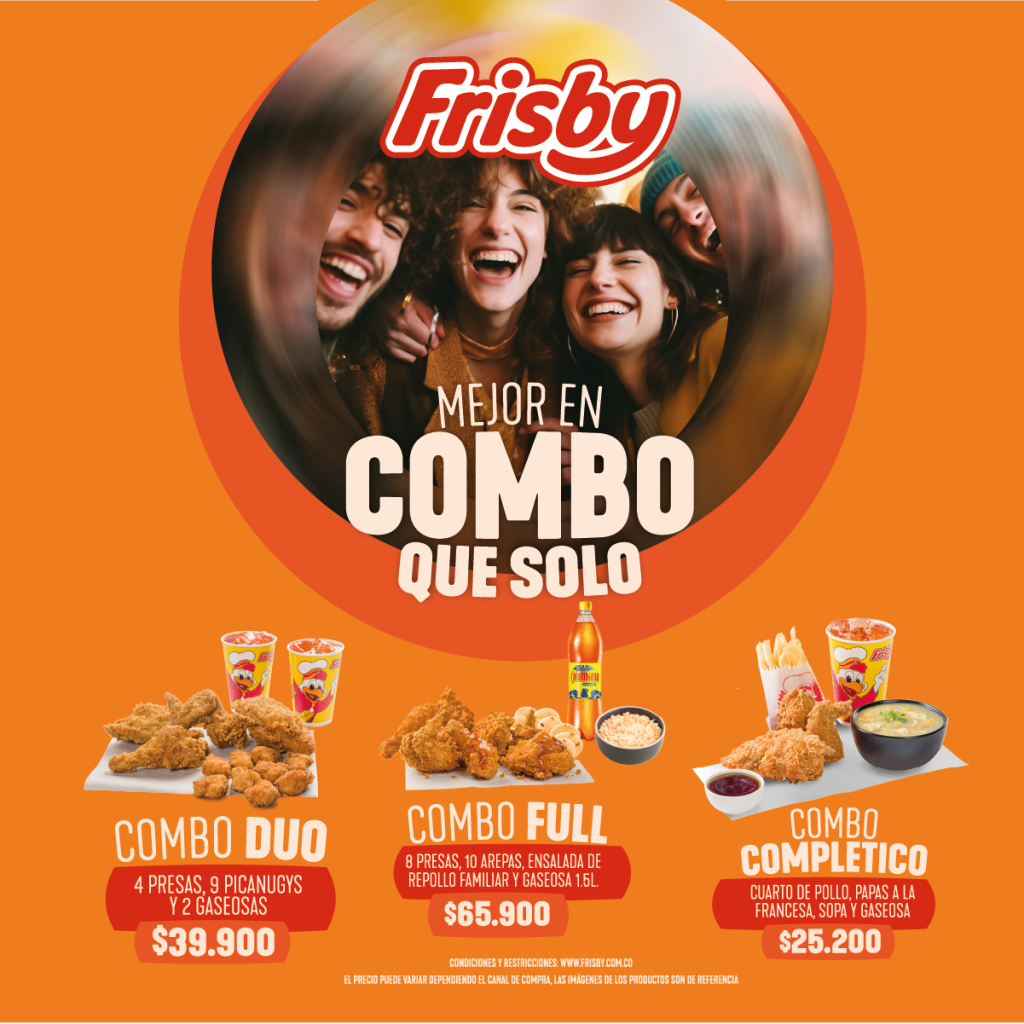 Frisby
MEJOR EN
COMBO
QUE SOLO
COMBO DUO
4 PRESAS, 9 PICANUGYS
Y 2 GASEOSAS
$39.900
COMBO FULL
8 PRESAS, 10 AREPAS, ENSALADA DE
REPOLLO FAMILIAR Y GASEOSA 1.5L.
$65.900
COMBO
COMPLETICO
CUARTO DE POLLO, PAPAS A LA
FRANCESA, SOPA Y GASEOSA
$25.200
CONDICIONES Y RESTRICCIONES: WWW.FRISBY.COM.CO
EL PRECIO PUEDE VARIAR DEPENDIENDO EL CANAL DE COMPRA, LAS IMÁGENES DE LOS PRODUCTOS SON DE REFERENCIA